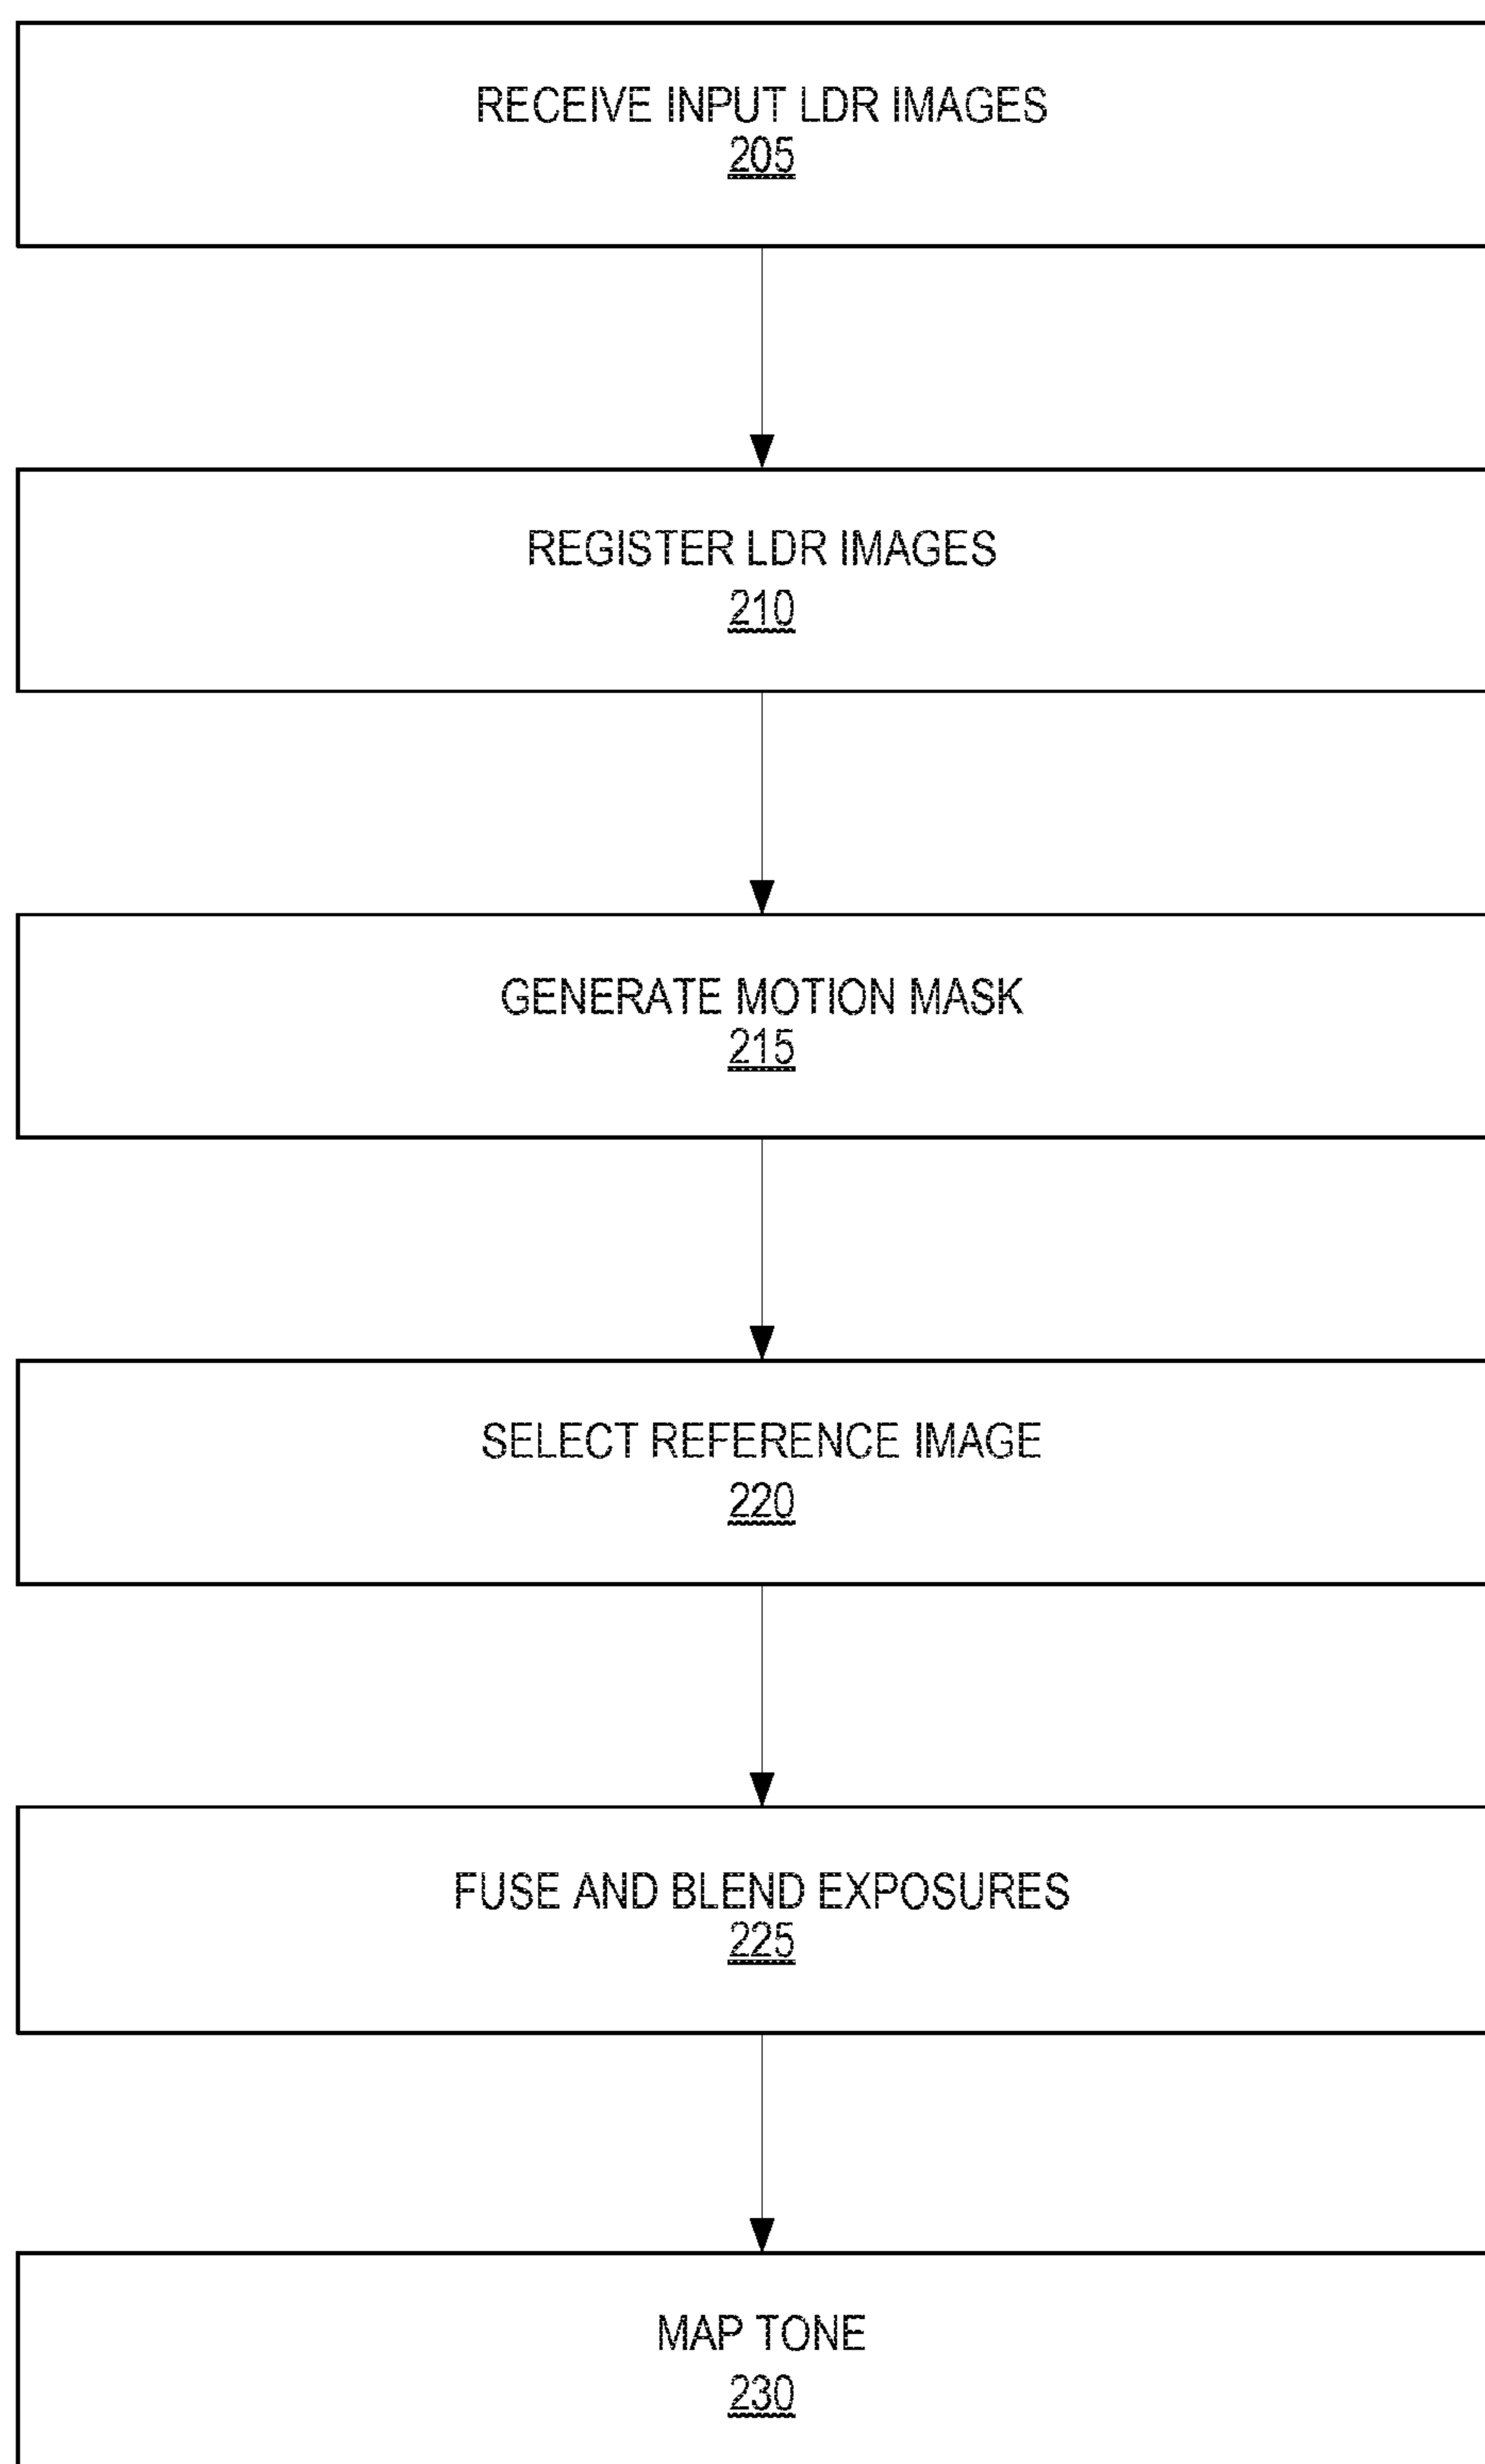 RECEIVE INPUT LDR IMAGES
205
REGISTER LDR IMAGES
210
GENERATE MOTION MASK
215
SELECT REFERENCE IMAGE
220
FUSE AND BLEND EXPOSURES
225
MAP TONE
230